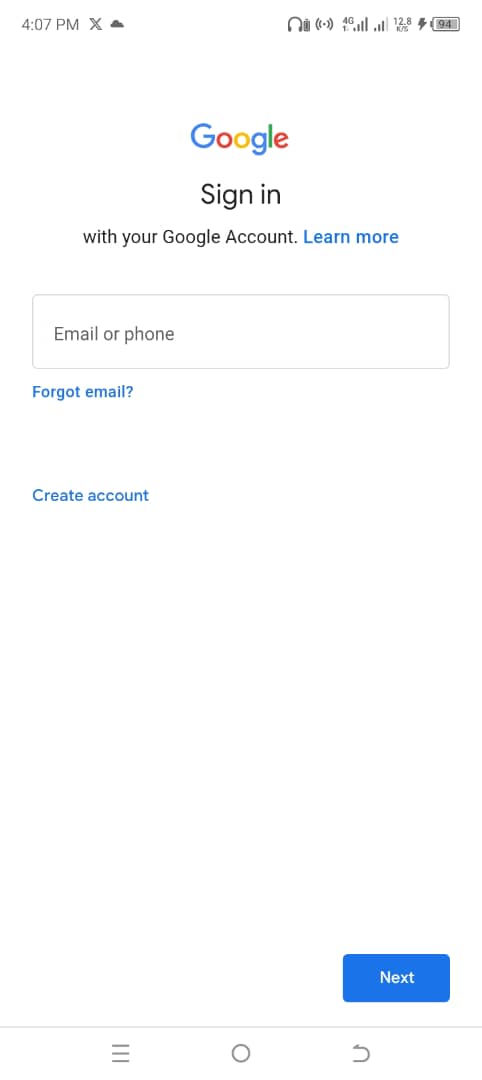 4:07 PM X 4G 12.8 K/S 94
Google
Sign in
with your Google Account. Learn more
Email or phone
Forgot email?
Create account
Next